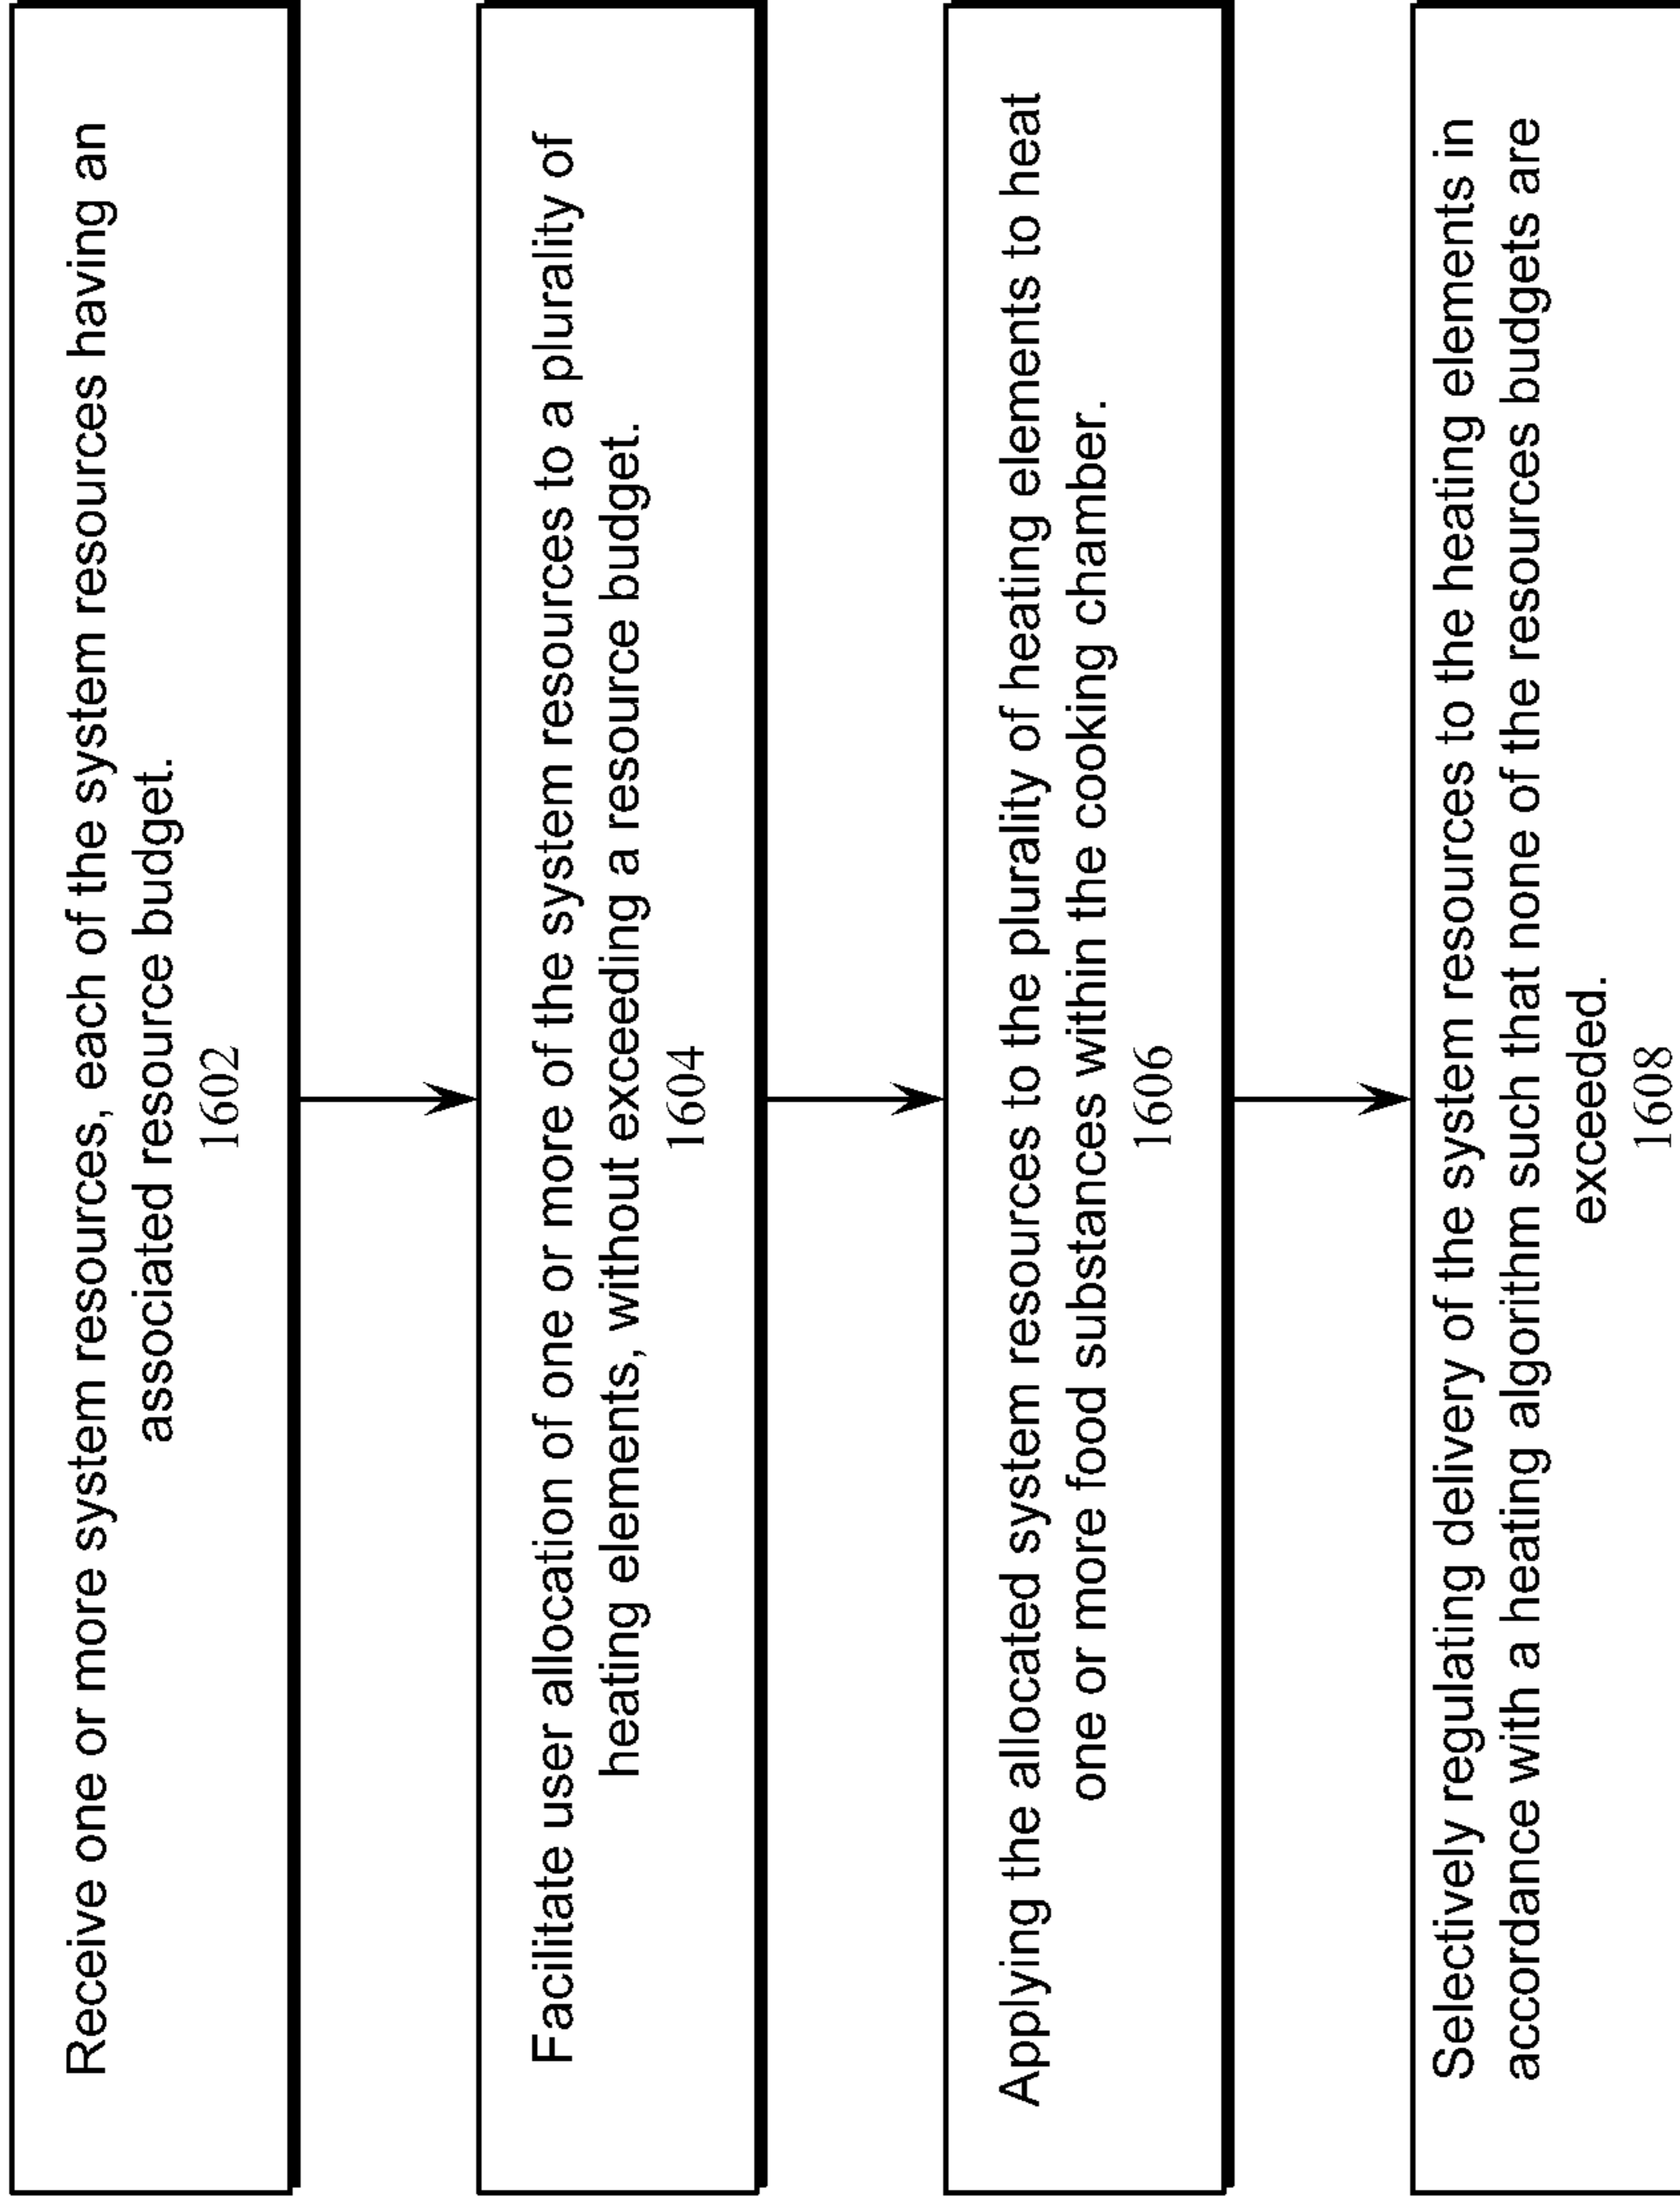 Receive one or more system resources, each of the system resources having an
associated resource budget.
1602
Facilitate user allocation of one or more of the system resources to a plurality of
heating elements, without exceeding a resource budget.
1604
Applying the allocated system resources to the plurality of heating elements to heat
one or more food substances within the cooking chamber.
1606
Selectively regulating delivery of the system resources to the heating elements in
accordance with a heating algorithm such that none of the resources budgets are
exceeded.
1608